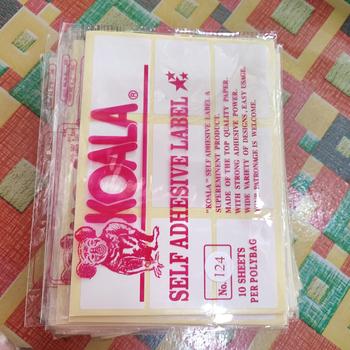 KOALA®
SELF ADHESIVE LABEL
"KOALA" SELF ADHESIVE LABEL A
SUPEREMINENT PRODUCT.
MADE OF THE TOP QUALITY PAPER.
WITH STRONG ADHESIVE POWER.
WIDE VARIETY OF DESIGNS, EASY USAGE.
PATRONAGE IS WELCOME.
No. 124
10 SHEETS
PER POLYBAG